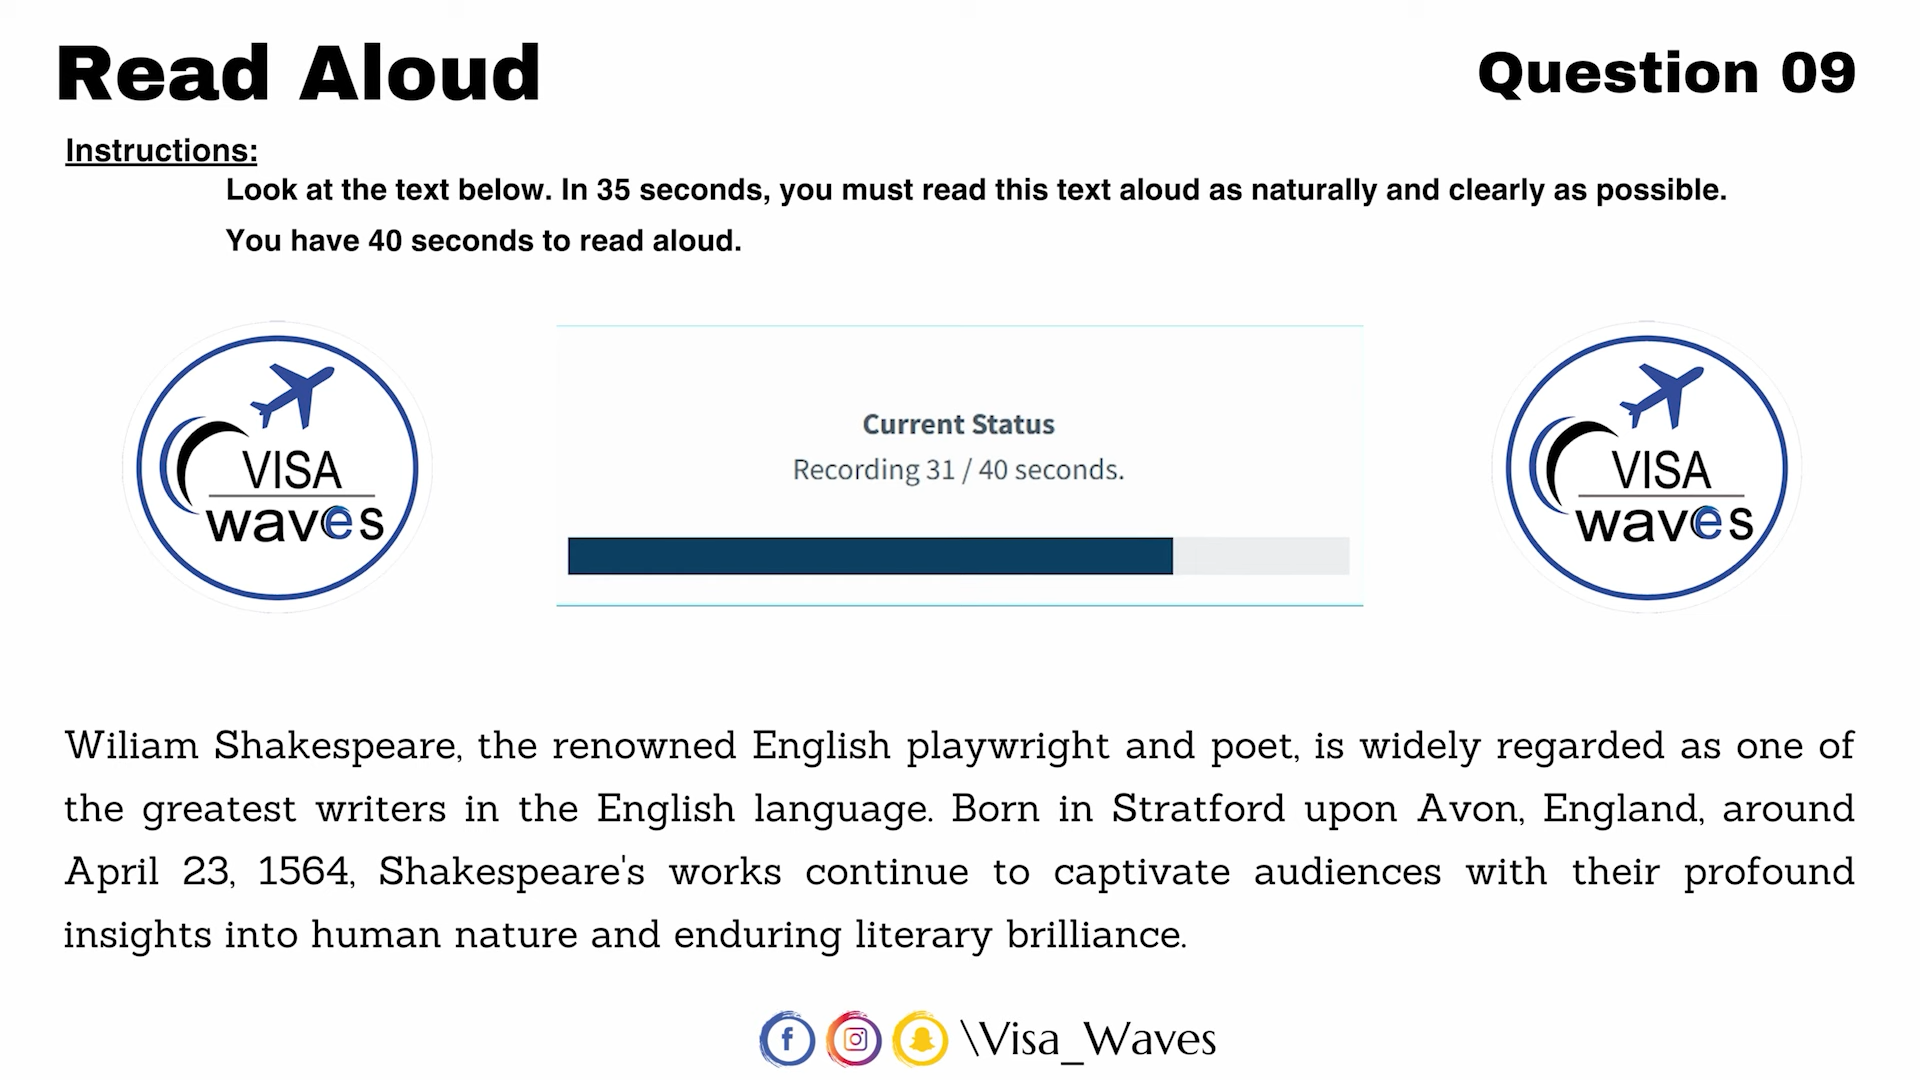 Read Aloud
Question 09
Instructions:
Look at the text below. In 35 seconds, you must read this text aloud as naturally and clearly as possible.
You have 40 seconds to read aloud.
VISA
waves
Current Status
Recording 31 / 40 seconds.
VISA
waves
Wiliam Shakespeare, the renowned English playwright and poet, is widely regarded as one of
the greatest writers in the English language. Born in Stratford upon Avon, England, around
April 23, 1564, Shakespeare's works continue to captivate audiences with their profound
insights into human nature and enduring literary brilliance.
\Visa_Waves